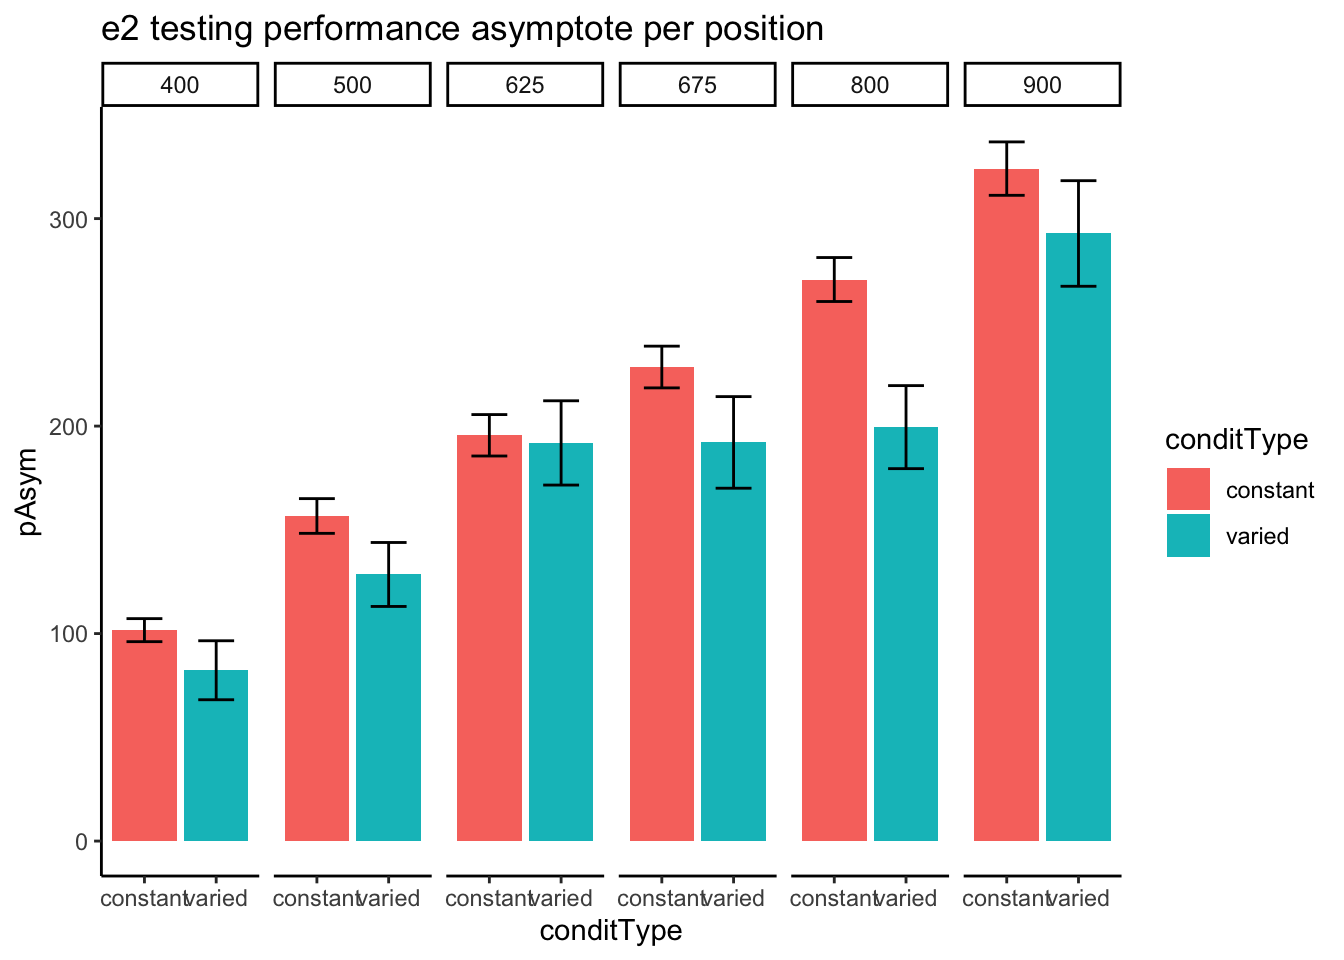 e2 testing performance asymptote per position
400 500 625 675 800 900
300
200
100
0
pAsym
constant varied constant varied constant varied constant varied constant varied constant varied
conditType
conditType
constant
varied